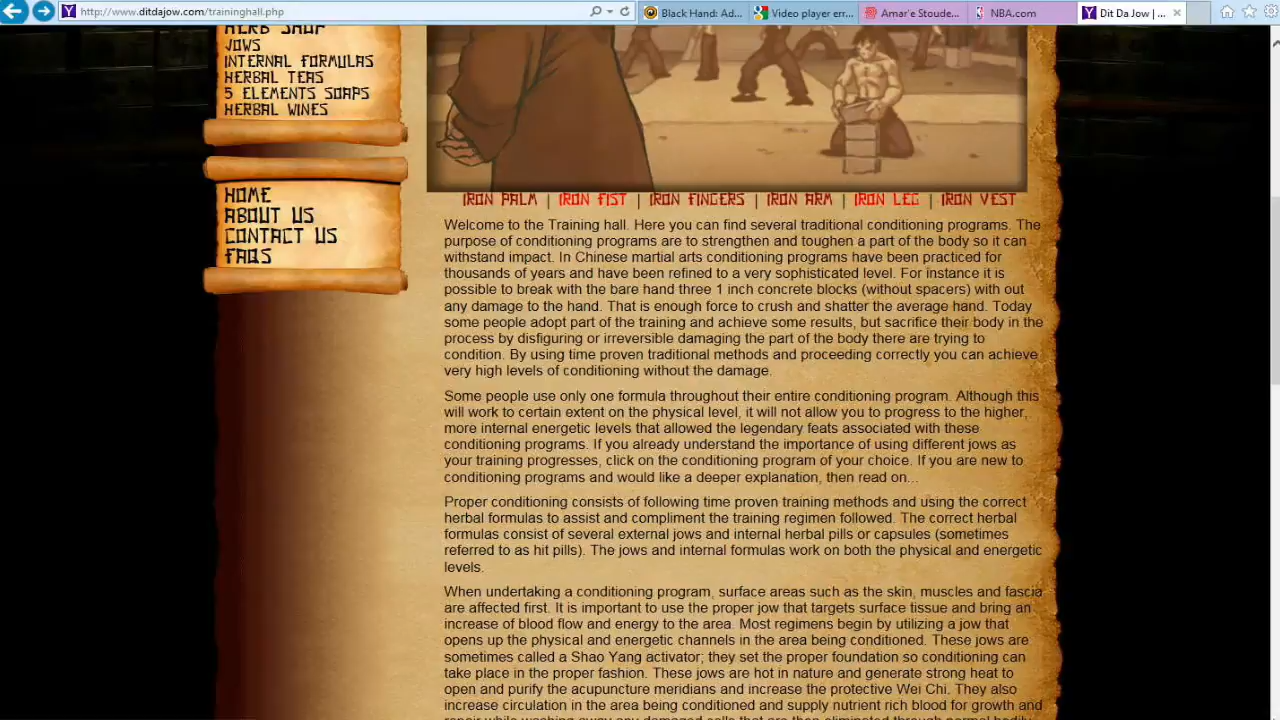 http://www.ditdajow.com/traininghall.php
Black Hand: Ad...
Video player err...
Amar'e Stoude...
NBA.com
Dit Da Jow | ...
HERB SHOP
JOWS
INTERNAL FORMULAS
HERBAL TEAS
5 ELEMENTS SOAPS
HERBAL WINES
HOME
ABOUT US
CONTACT US
FAQS
IRON PALM | IRON FIST | IRON FINGERS | IRON ARM | IRON LEG | IRON VEST
Welcome to the Training hall. Here you can find several traditional conditioning programs. The
purpose of conditioning programs are to strengthen and toughen a part of the body so it can
withstand impact. In Chinese martial arts conditioning programs have been practiced for
thousands of years and have been refined to a very sophisticated level. For instance it is
possible to break with the bare hand three 1 inch concrete blocks (without spacers) with out
any damage to the hand. That is enough force to crush and shatter the average hand. Today
some people adopt part of the training and achieve some results, but sacrifice their body in the
process by disfiguring or irreversible damaging the part of the body there are trying to
condition. By using time proven traditional methods and proceeding correctly you can achieve
very high levels of conditioning without the damage.
Some people use only one formula throughout their entire conditioning program. Although this
will work to certain extent on the physical level, it will not allow you to progress to the higher,
more internal energetic levels that allowed the legendary feats associated with these
conditioning programs. If you already understand the importance of using different jows as
your training progresses, click on the conditioning program of your choice. If you are new to
conditioning programs and would like a deeper explanation, then read on...
Proper conditioning consists of following time proven training methods and using the correct
herbal formulas to assist and compliment the training regimen followed. The correct herbal
formulas consist of several external jows and internal herbal pills or capsules (sometimes
referred to as hit pills). The jows and internal formulas work on both the physical and energetic
levels.
When undertaking a conditioning program, surface areas such as the skin, muscles and fascia
are affected first. It is important to use the proper jow that targets surface tissue and bring an
increase of blood flow and energy to the area. Most regimens begin by utilizing a jow that
opens up the physical and energetic channels in the area being conditioned. These jows are
sometimes called a Shao Yang activator; they set the proper foundation so conditioning can
take place in the proper fashion. These jows are hot in nature and generate strong heat to
open and purify the acupuncture meridians and increase the protective Wei Chi. They also
increase circulation in the area being conditioned and supply nutrient rich blood for growth and
repair while washing away any damaged cells that are then eliminated through normal bodily